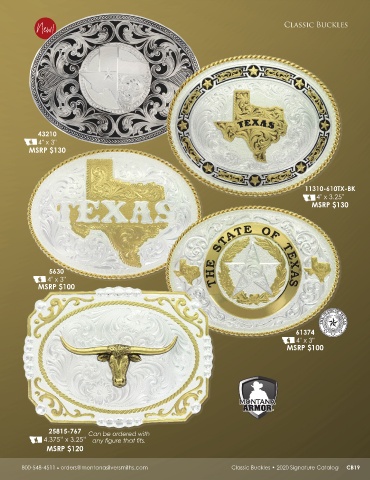 Classic Buckles
New!
43210
4" x 3"
MSRP $130
TEXAS
11310-610TX-BK
4" x 3.25"
MSRP $130
TEXAS
5630
4" x 3"
MSRP $100
THE STATE OF TEXAS
61374
4" x 3"
MSRP $100
MONTANA
ARMOR
25815-767
4.375" x 3.25"
MSRP $120
Can be ordered with
any figure that fits.
800-548-4511 • orders@montanasilversmiths.com
Classic Buckles • 2020 Signature Catalog CB19